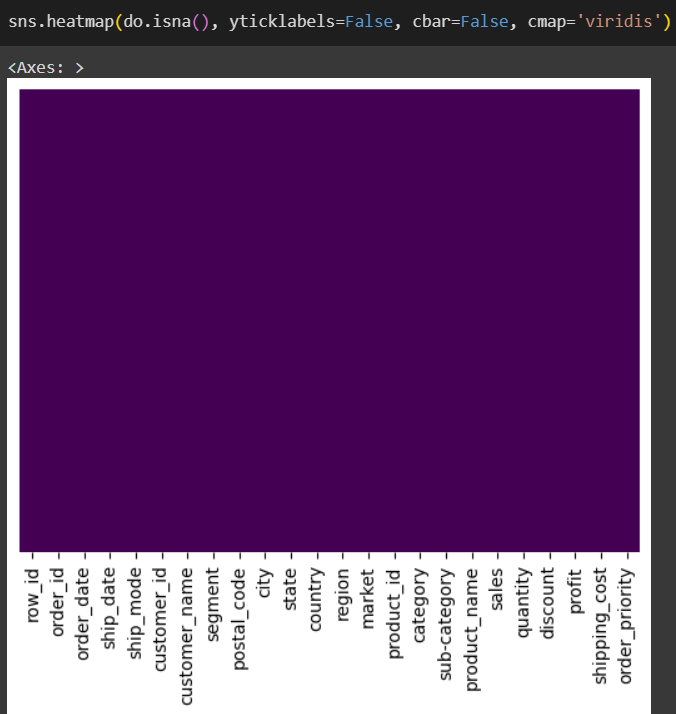 sns.heatmap(do.isna(), yticklabels=False, cbar=False, cmap='viridis')
<Axes: >
row_id
order_id
order_date
ship_date
ship_mode
customer_id
customer_name
segment
postal_code
city
state
country
region
market
product_id
category
sub-category
product_name
sales
quantity
discount
profit
shipping_cost
order_priority